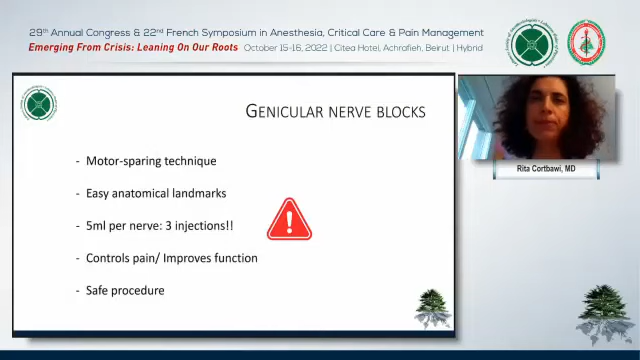 29th Annual Congress & 22nd French Symposium in Anesthesia, Critical Care & Pain Management
Emerging From Crisis: Leaning On Our Roots October 15-16, 2022 | Citea Hotel, Achrafieh, Beirut | Hybrid
GENICULAR NERVE BLOCKS
- Motor-sparing technique
- Easy anatomical landmarks
- 5ml per nerve: 3 injections!!
- Controls pain/ Improves function
- Safe procedure
Rita Cortbawi, MD